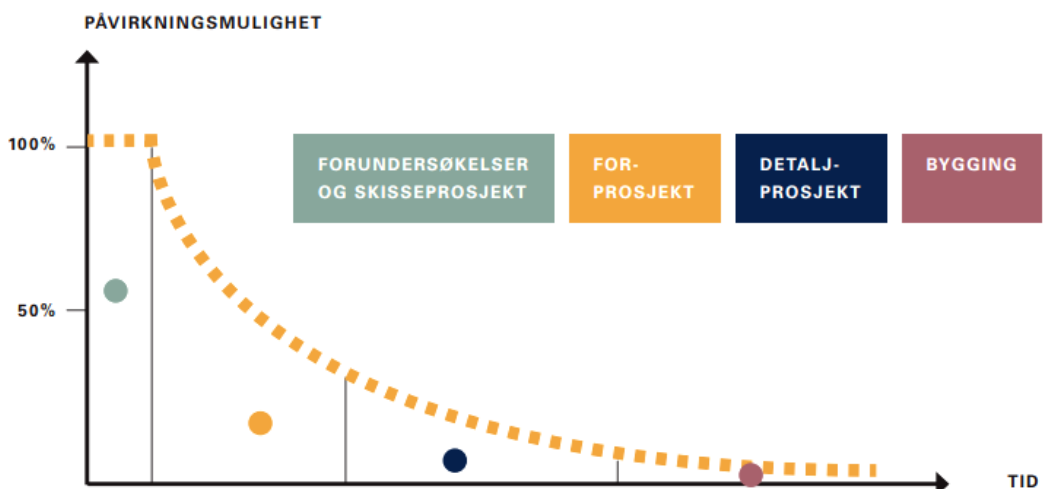 PÅVIRKNINGSMULIGHET
100%
FORUNDERSØKELSER
OG SKISSEPROSJEKT
FOR-
PROSJEKT
DETALJ-
PROSJEKT
BYGGING
50%
TID